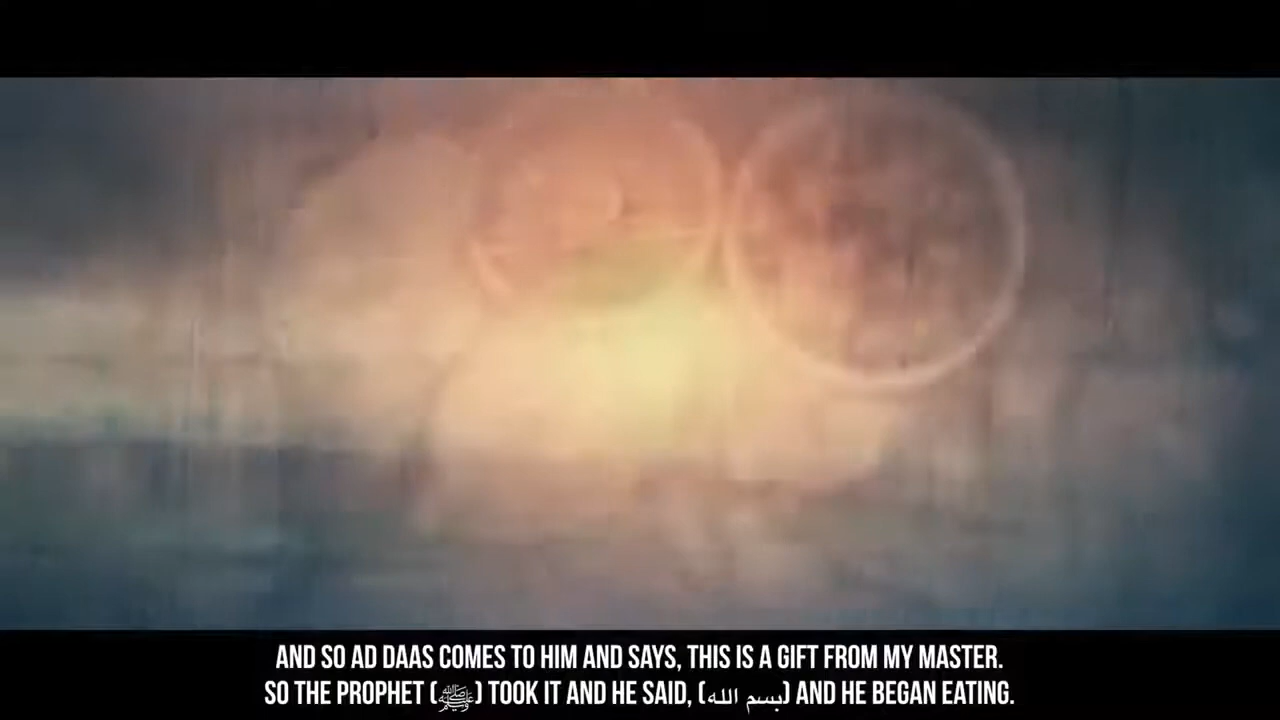 AND SO AD DAAS COMES TO HIM AND SAYS, THIS IS A GIFT FROM MY MASTER.
SO THE PROPHET (ﷺ) TOOK IT AND HE SAID, (بسم الله) AND HE BEGAN EATING.